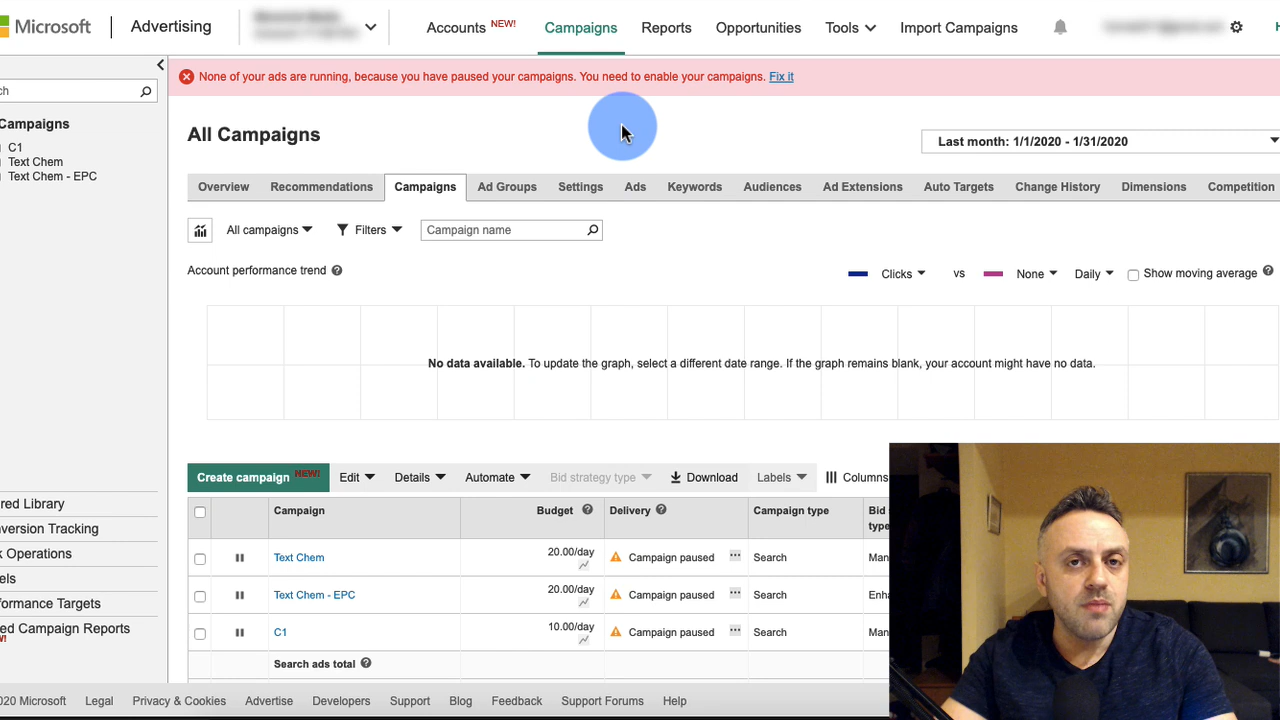 Microsoft | Advertising
Accounts NEW!
Campaigns
Reports
Opportunities
Tools
Import Campaigns
None of your ads are running, because you have paused your campaigns. You need to enable your campaigns. Fix it
ch
Campaigns
C1
Text Chem
Text Chem - EPC
All Campaigns
Last month: 1/1/2020 - 1/31/2020
Overview
Recommendations
Campaigns
Ad Groups
Settings
Ads
Keywords
Audiences
Ad Extensions
Auto Targets
Change History
Dimensions
Competition
All campaigns
Filters
Campaign name
Account performance trend
Clicks
vs
None
Daily
Show moving average
No data available. To update the graph, select a different date range. If the graph remains blank, your account might have no data.
Create campaign NEW!
Edit
Details
Automate
Bid strategy type
Download
Labels
Columns
Campaign
Budget
Delivery
Campaign type
Bid
type
Text Chem
20.00/day
Campaign paused
Search
Man
Text Chem - EPC
20.00/day
Campaign paused
Search
Enha
C1
10.00/day
Campaign paused
Search
Man
Search ads total
red Library
version Tracking
k Operations
els
formance Targets
ed Campaign Reports
020 Microsoft
Legal
Privacy & Cookies
Advertise
Developers
Support
Blog
Feedback
Support Forums
Help